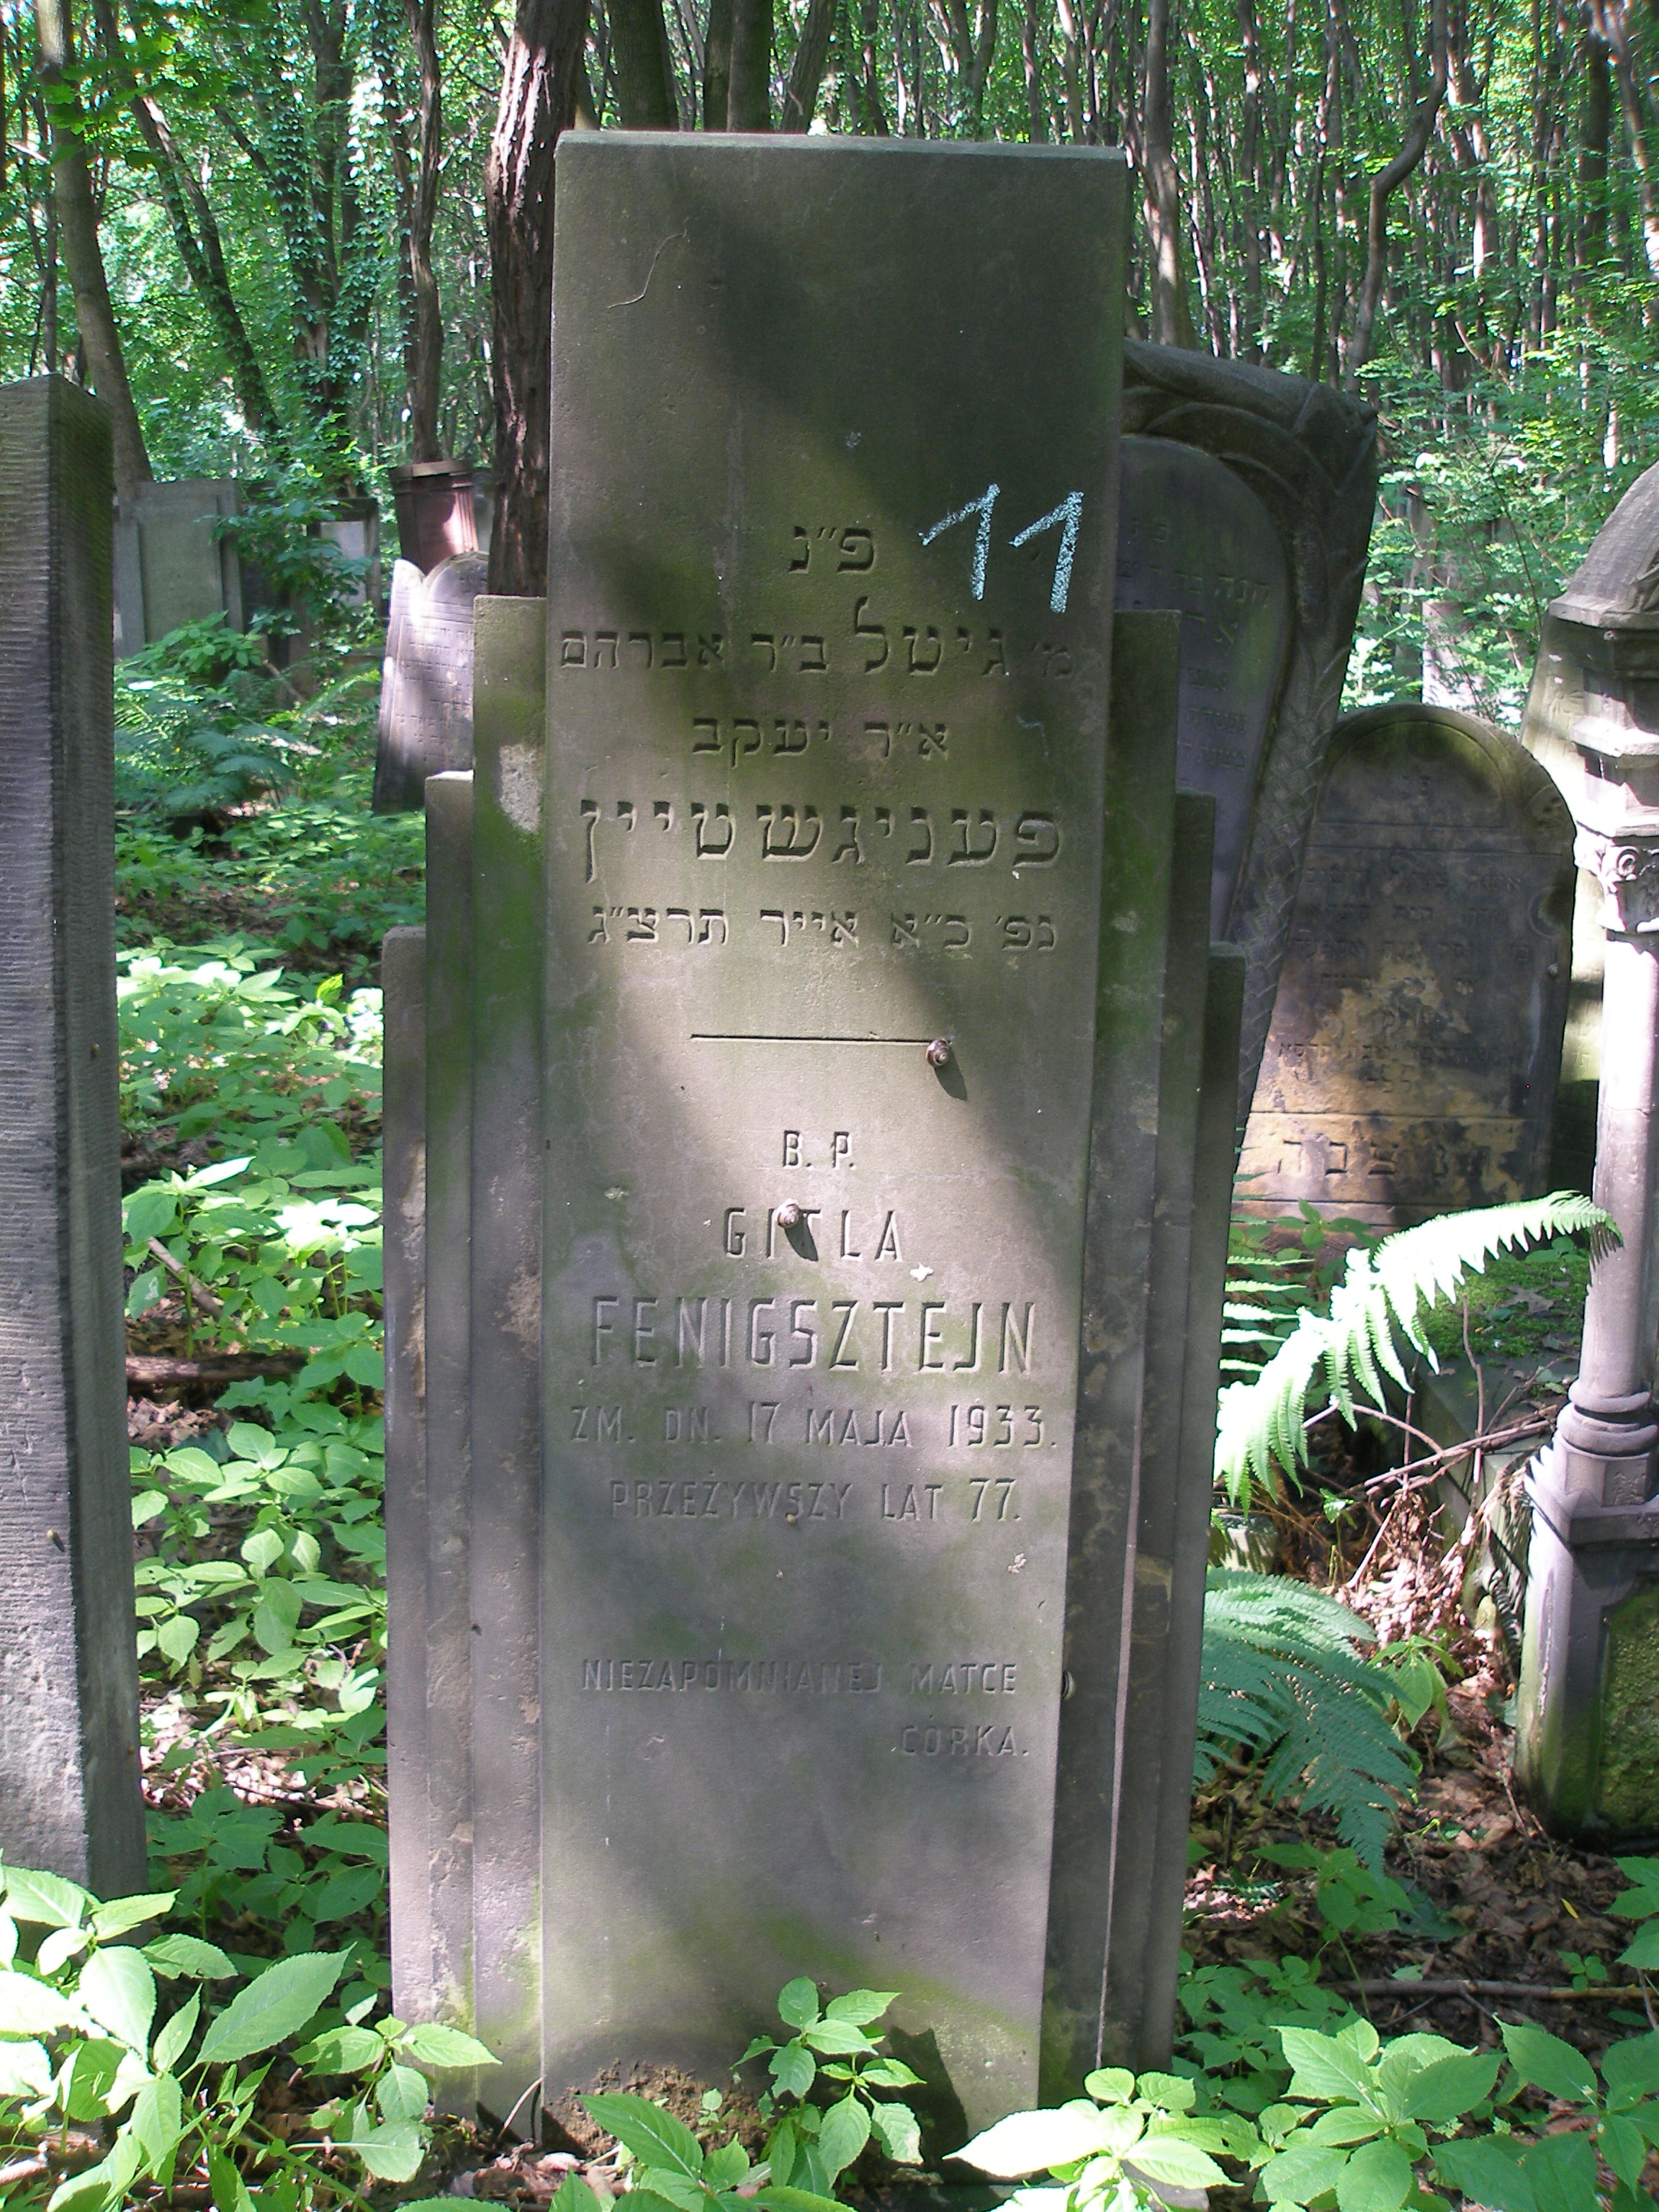 11
פ״נ
מ׳ גיטל ב״ר אברהם
א״ר יעקב
פעניגשטיין
נפ׳ כ״א אייר תרצ״ג
B. P.
GITLA
FENIGSZTEJN
ZM. DN. 17 MAJA 1933.
PRZEŻYWSZY LAT 77.
NIEZAPOMNIANEJ MATCE
CÓRKA.